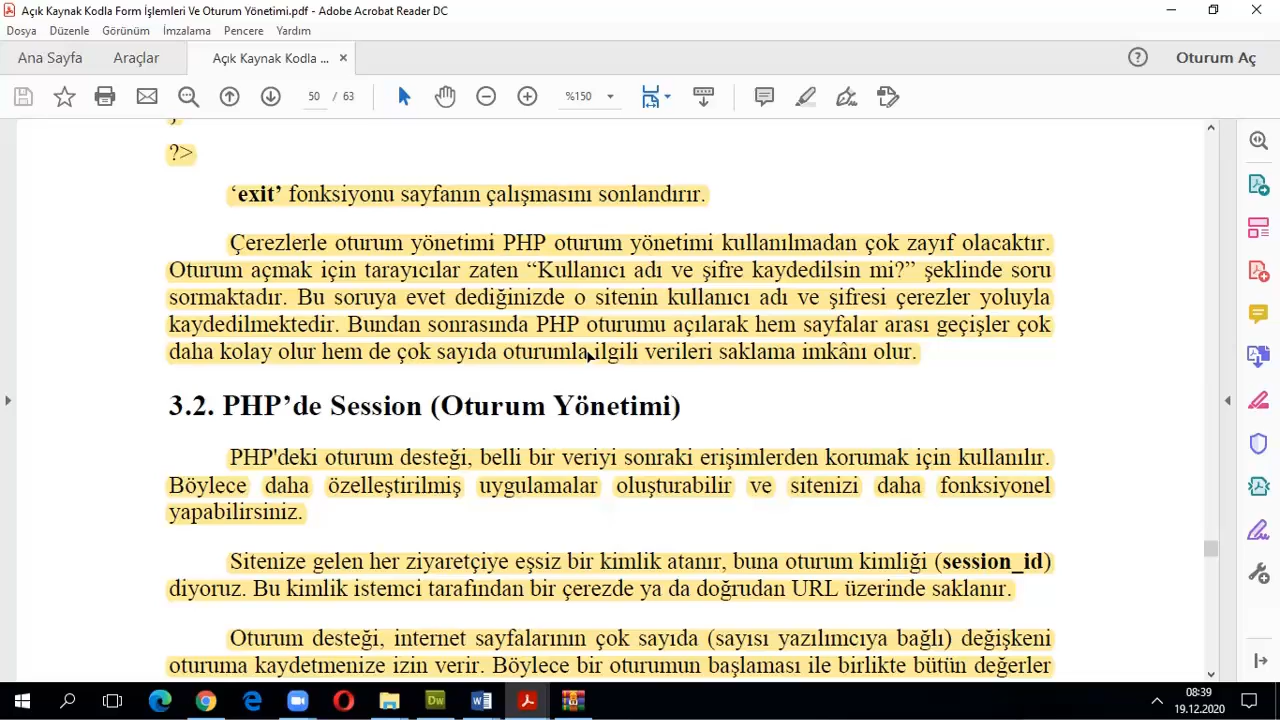 Açık Kaynak Kodla Form İşlemleri Ve Oturum Yönetimi.pdf - Adobe Acrobat Reader DC
Dosya Düzenle Görünüm İmzalama Pencere Yardım
Ana Sayfa Araçlar Açık Kaynak Kodla ... Oturum Aç
50 / 63 %150
?>
‘exit’ fonksiyonu sayfanın çalışmasını sonlandırır.
Çerezlerle oturum yönetimi PHP oturum yönetimi kullanılmadan çok zayıf olacaktır.
Oturum açmak için tarayıcılar zaten “Kullanıcı adı ve şifre kaydedilsin mi?” şeklinde soru
sormaktadır. Bu soruya evet dediğinizde o sitenin kullanıcı adı ve şifresi çerezler yoluyla
kaydedilmektedir. Bundan sonrasında PHP oturumu açılarak hem sayfalar arası geçişler çok
daha kolay olur hem de çok sayıda oturumla ilgili verileri saklama imkânı olur.
3.2. PHP’de Session (Oturum Yönetimi)
PHP'deki oturum desteği, belli bir veriyi sonraki erişimlerden korumak için kullanılır.
Böylece daha özelleştirilmiş uygulamalar oluşturabilir ve sitenizi daha fonksiyonel
yapabilirsiniz.
Sitenize gelen her ziyaretçiye eşsiz bir kimlik atanır, buna oturum kimliği (session_id)
diyoruz. Bu kimlik istemci tarafından bir çerezde ya da doğrudan URL üzerinde saklanır.
Oturum desteği, internet sayfalarının çok sayıda (sayısı yazılımcıya bağlı) değişkeni
oturuma kaydetmenize izin verir. Böylece bir oturumun başlaması ile birlikte bütün değerler
Dw
08:39
19.12.2020